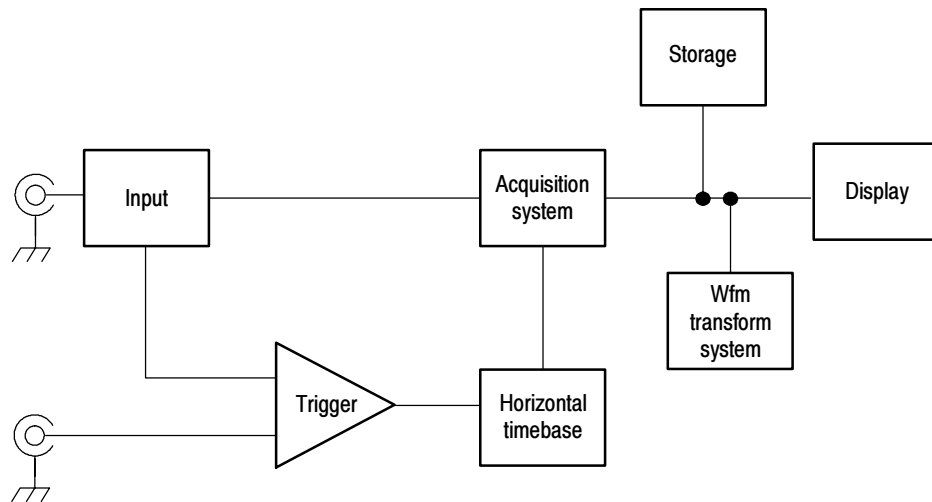 Storage
Input
Acquisition
system
Display
Wfm
transform
system
Trigger
Horizontal
timebase